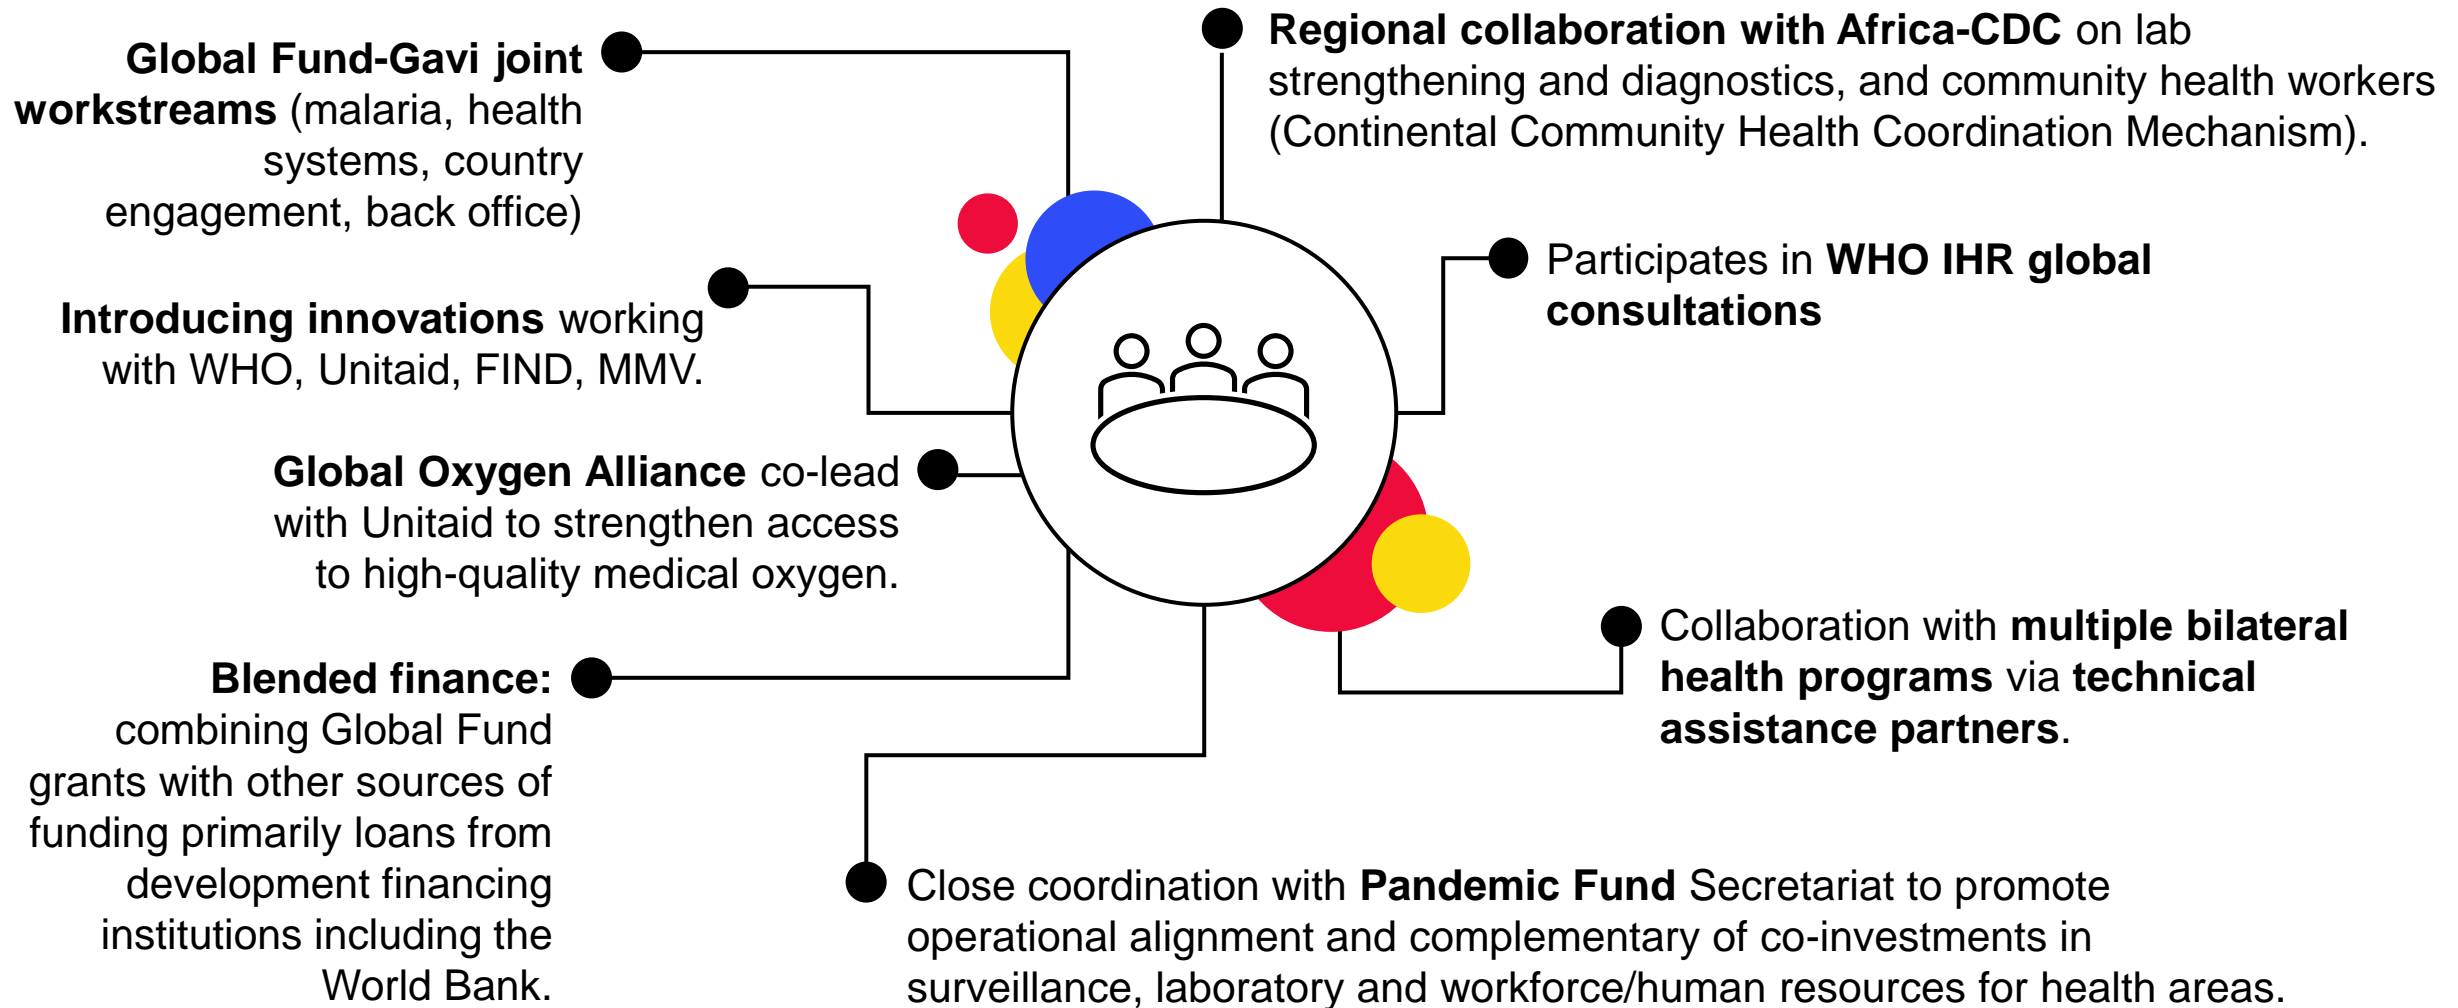 Global Fund-Gavi joint
workstreams (malaria, health
systems, country
engagement, back office)
Introducing innovations working
with WHO, Unitaid, FIND, MMV.
Global Oxygen Alliance co-lead
with Unitaid to strengthen access
to high-quality medical oxygen.
Blended finance:
combining Global Fund
grants with other sources of
funding primarily loans from
development financing
institutions including the
World Bank.
Regional collaboration with Africa-CDC on lab
strengthening and diagnostics, and community health workers
(Continental Community Health Coordination Mechanism).
Participates in WHO IHR global
consultations
Collaboration with multiple bilateral
health programs via technical
assistance partners.
Close coordination with Pandemic Fund Secretariat to promote
operational alignment and complementary of co-investments in
surveillance, laboratory and workforce/human resources for health areas.